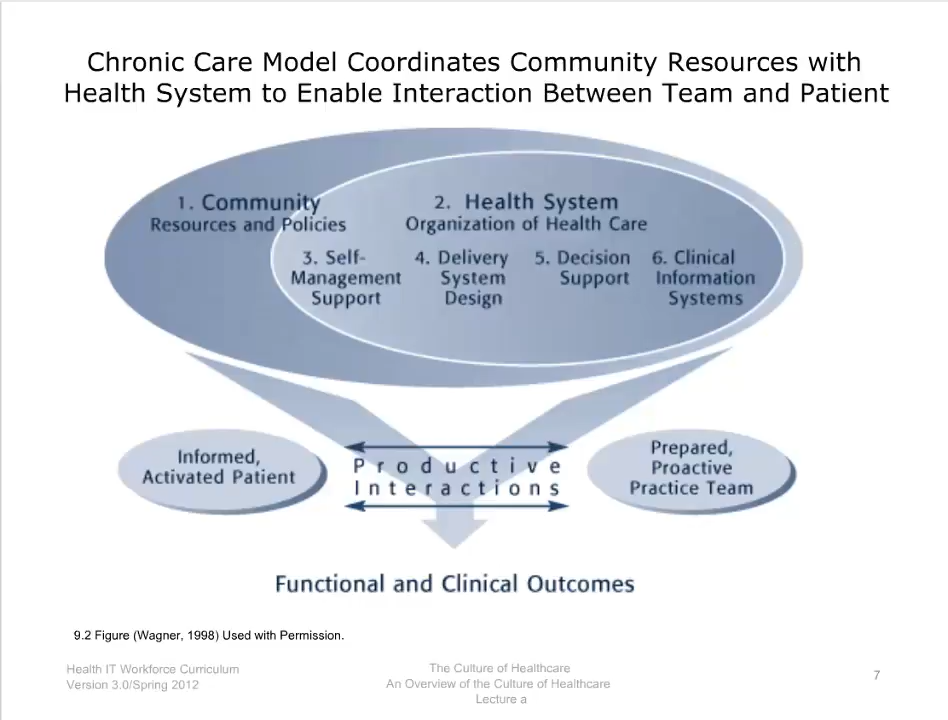 Chronic Care Model Coordinates Community Resources with
Health System to Enable Interaction Between Team and Patient
1. Community
Resources and Policies
2. Health System
Organization of Health Care
3. Self-
Management
Support
4. Delivery
System
Design
5. Decision
Support
6. Clinical
Information
Systems
Informed,
Activated Patient
Productive
Interactions
Prepared,
Proactive
Practice Team
Functional and Clinical Outcomes
9.2 Figure (Wagner, 1998) Used with Permission.
Health IT Workforce Curriculum
Version 3.0/Spring 2012
The Culture of Healthcare
An Overview of the Culture of Healthcare
Lecture a
7